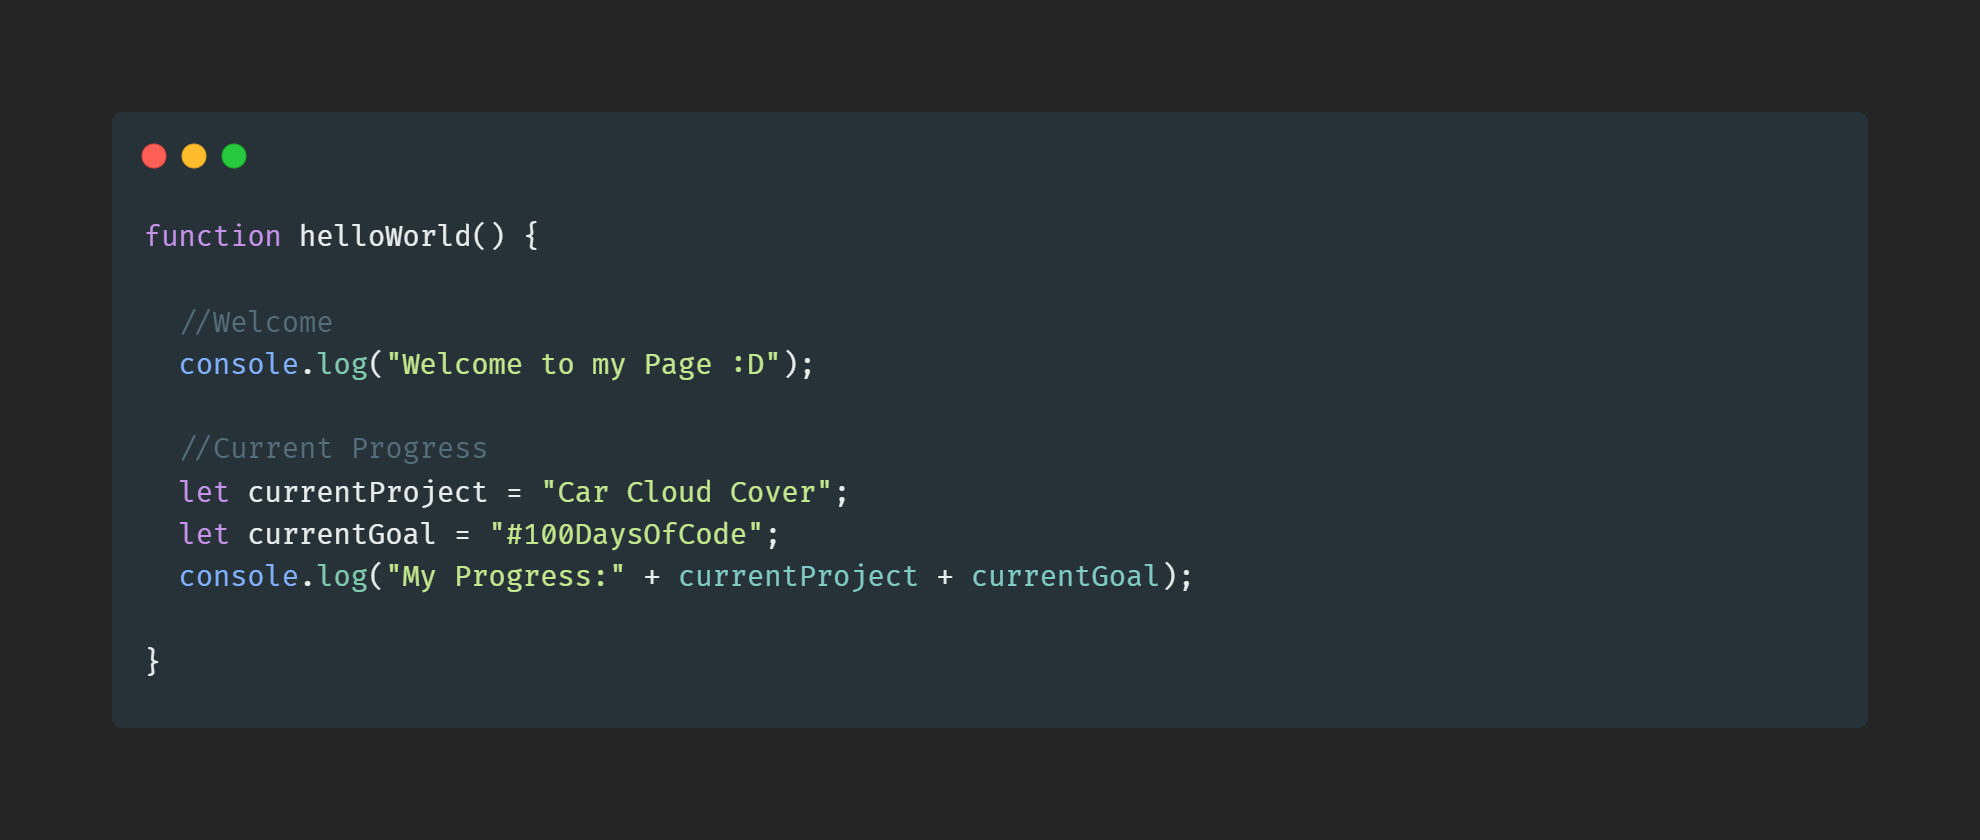 function helloWorld() {
//Welcome
console.log("Welcome to my Page :D");
//Current Progress
let currentProject = "Car Cloud Cover";
let currentGoal = "#100DaysOfCode";
console.log("My Progress:" + currentProject + currentGoal);
}